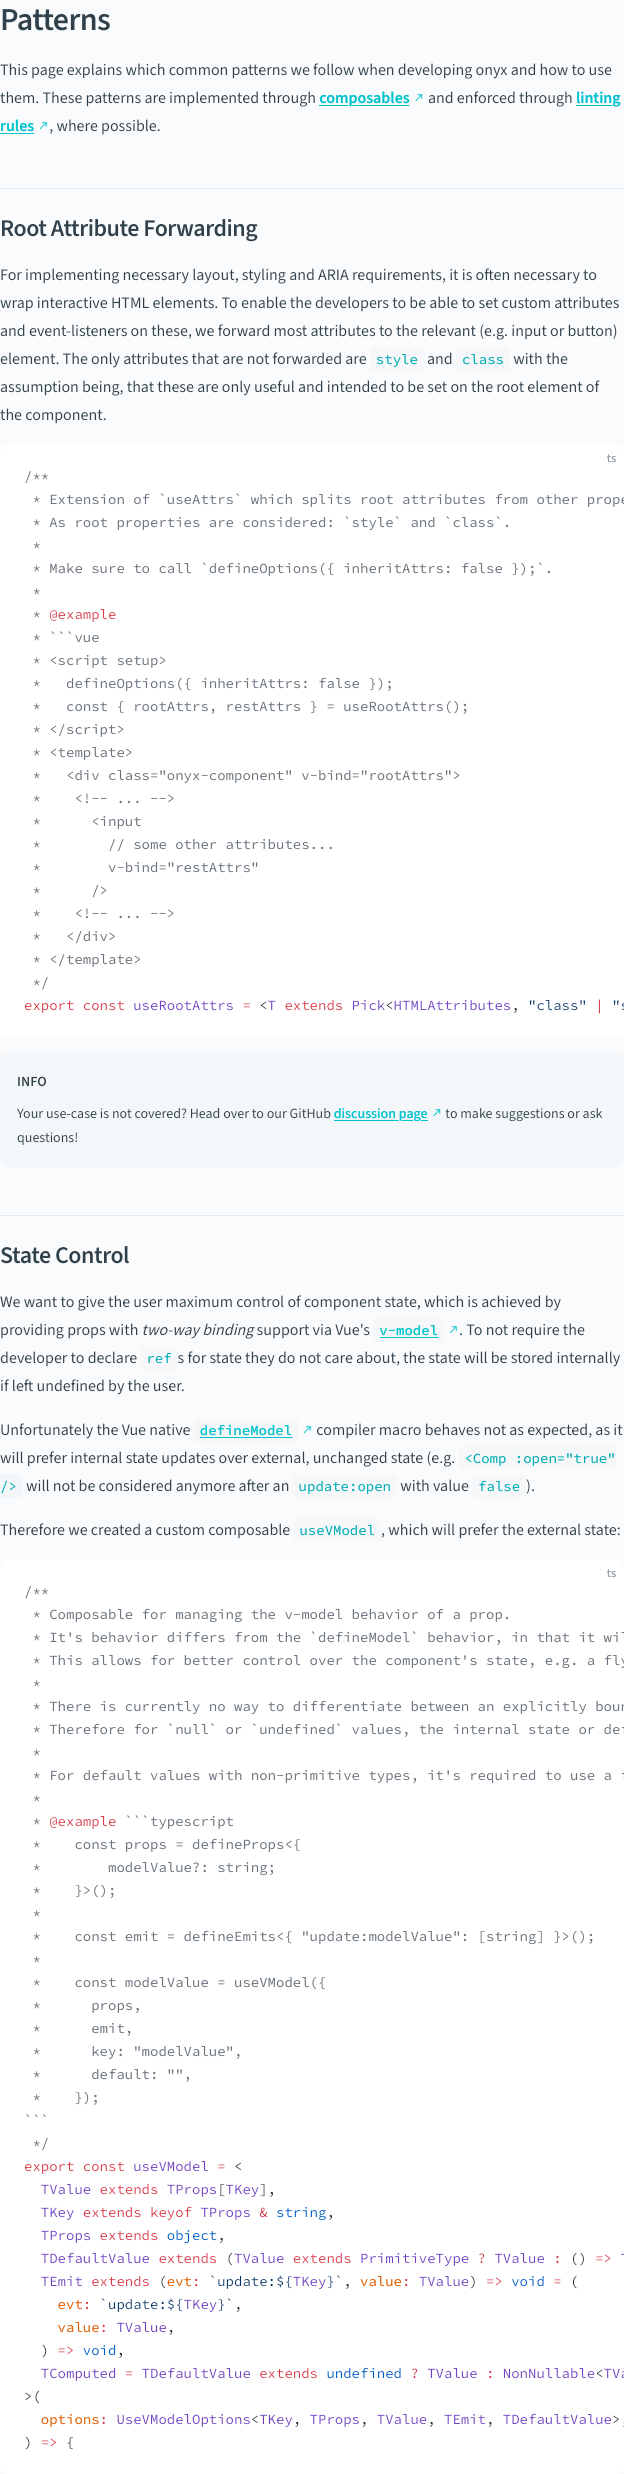 Patterns
This page explains which common patterns we follow when developing onyx and how to use
them. These patterns are implemented through composables ↗ and enforced through linting
rules ↗, where possible.
Root Attribute Forwarding
For implementing necessary layout, styling and ARIA requirements, it is often necessary to
wrap interactive HTML elements. To enable the developers to be able to set custom attributes
and event-listeners on these, we forward most attributes to the relevant (e.g. input or button)
element. The only attributes that are not forwarded are style and class with the
assumption being, that these are only useful and intended to be set on the root element of
the component.
ts
/**
 * Extension of `useAttrs` which splits root attributes from other prope
 * As root properties are considered: `style` and `class`.
 *
 * Make sure to call `defineOptions({ inheritAttrs: false });`.
 *
 * @example
 * ```vue
 * <script setup>
 *   defineOptions({ inheritAttrs: false });
 *   const { rootAttrs, restAttrs } = useRootAttrs();
 * </script>
 * <template>
 *   <div class="onyx-component" v-bind="rootAttrs">
 *    <!-- ... -->
 *      <input
 *        // some other attributes...
 *        v-bind="restAttrs"
 *      />
 *    <!-- ... -->
 *   </div>
 * </template>
 */
export const useRootAttrs = <T extends Pick<HTMLAttributes, "class" | "s
INFO
Your use-case is not covered? Head over to our GitHub discussion page ↗ to make suggestions or ask
questions!
State Control
We want to give the user maximum control of component state, which is achieved by
providing props with two-way binding support via Vue's v-model ↗. To not require the
developer to declare ref s for state they do not care about, the state will be stored internally
if left undefined by the user.
Unfortunately the Vue native defineModel ↗ compiler macro behaves not as expected, as it
will prefer internal state updates over external, unchanged state (e.g. <Comp :open="true"
/> will not be considered anymore after an update:open with value false ).
Therefore we created a custom composable useVModel , which will prefer the external state:
ts
/**
 * Composable for managing the v-model behavior of a prop.
 * It's behavior differs from the `defineModel` behavior, in that it wil
 * This allows for better control over the component's state, e.g. a fly
 *
 * There is currently no way to differentiate between an explicitly boun
 * Therefore for `null` or `undefined` values, the internal state or def
 *
 * For default values with non-primitive types, it's required to use a f
 *
 * @example ```typescript
 *    const props = defineProps<{
 *        modelValue?: string;
 *    }>();
 *
 *    const emit = defineEmits<{ "update:modelValue": [string] }>();
 *
 *    const modelValue = useVModel({
 *      props,
 *      emit,
 *      key: "modelValue",
 *      default: "",
 *    });
```
 */
export const useVModel = <
  TValue extends TProps[TKey],
  TKey extends keyof TProps & string,
  TProps extends object,
  TDefaultValue extends (TValue extends PrimitiveType ? TValue : () => T
  TEmit extends (evt: `update:${TKey}`, value: TValue) => void = (
    evt: `update:${TKey}`,
    value: TValue,
  ) => void,
  TComputed = TDefaultValue extends undefined ? TValue : NonNullable<TVa
>(
  options: UseVModelOptions<TKey, TProps, TValue, TEmit, TDefaultValue>,
) => {